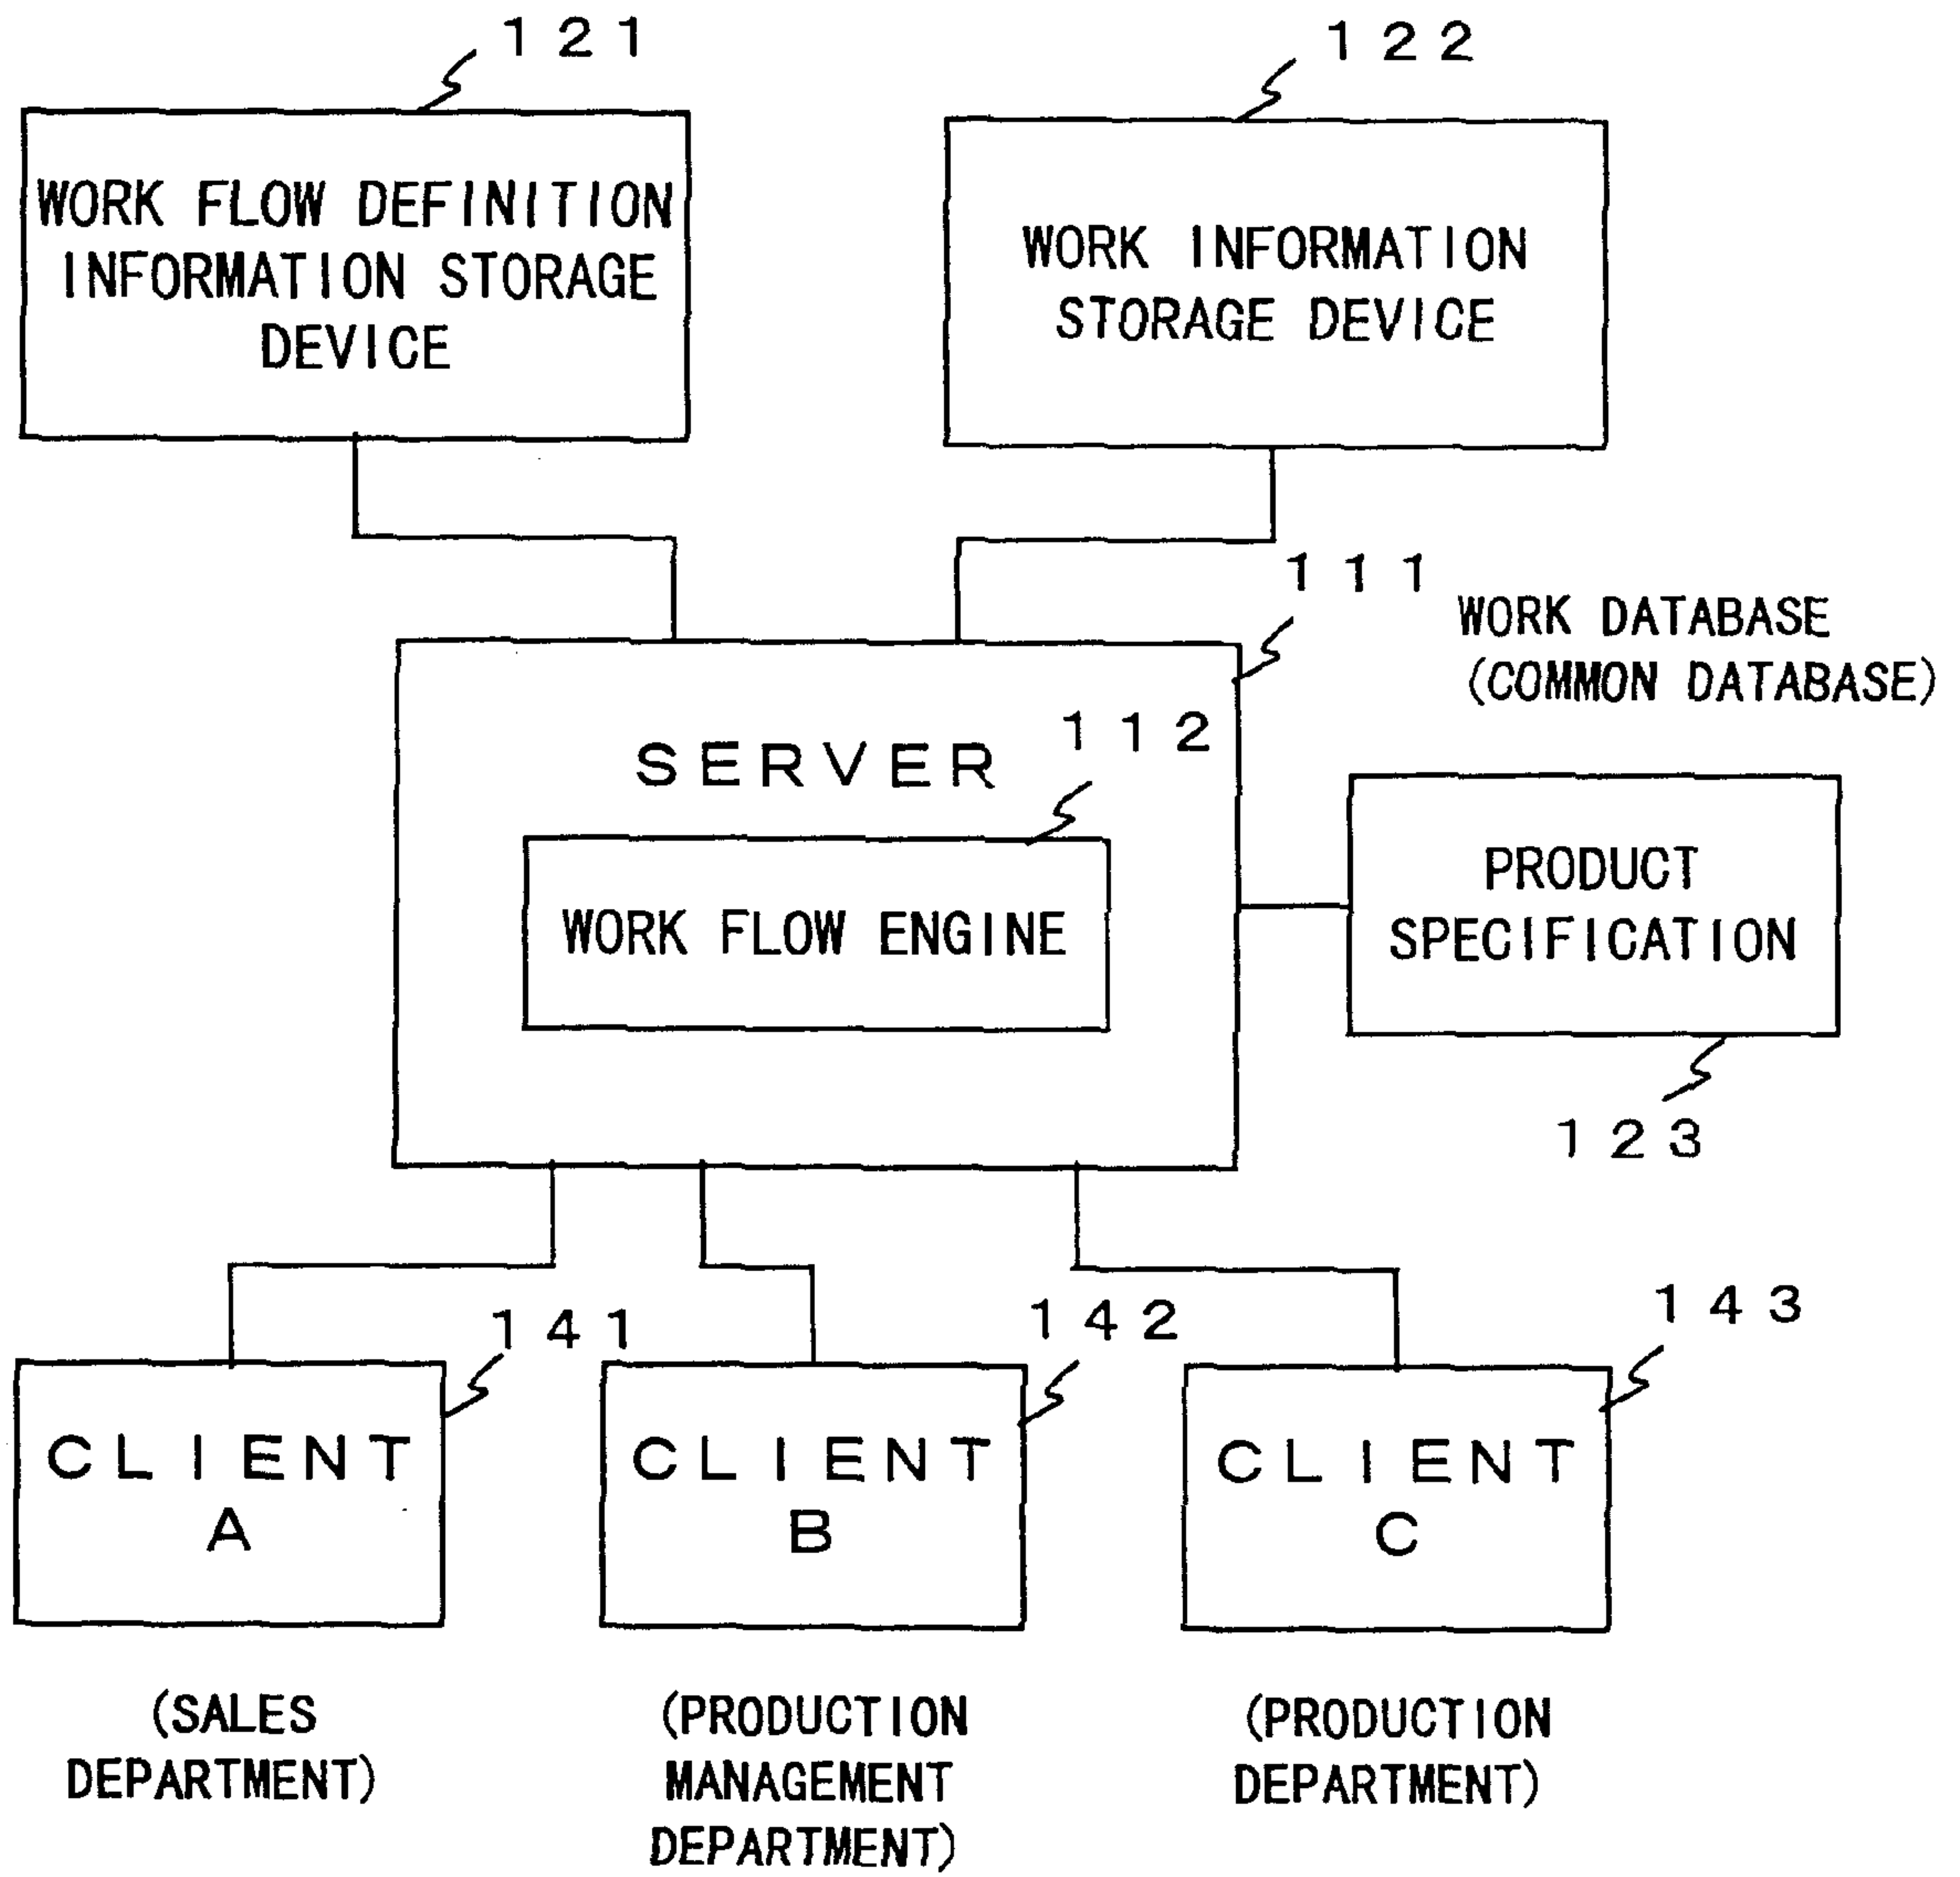 121
122
WORK FLOW DEFINITION
INFORMATION STORAGE
DEVICE
WORK INFORMATION
STORAGE DEVICE
111
WORK DATABASE
(COMMON DATABASE)
112
SERVER
WORK FLOW ENGINE
PRODUCT
SPECIFICATION
123
141
142
143
CLIENT
A
CLIENT
B
CLIENT
C
(SALES
DEPARTMENT)
(PRODUCTION
MANAGEMENT
DEPARTMENT)
(PRODUCTION
DEPARTMENT)